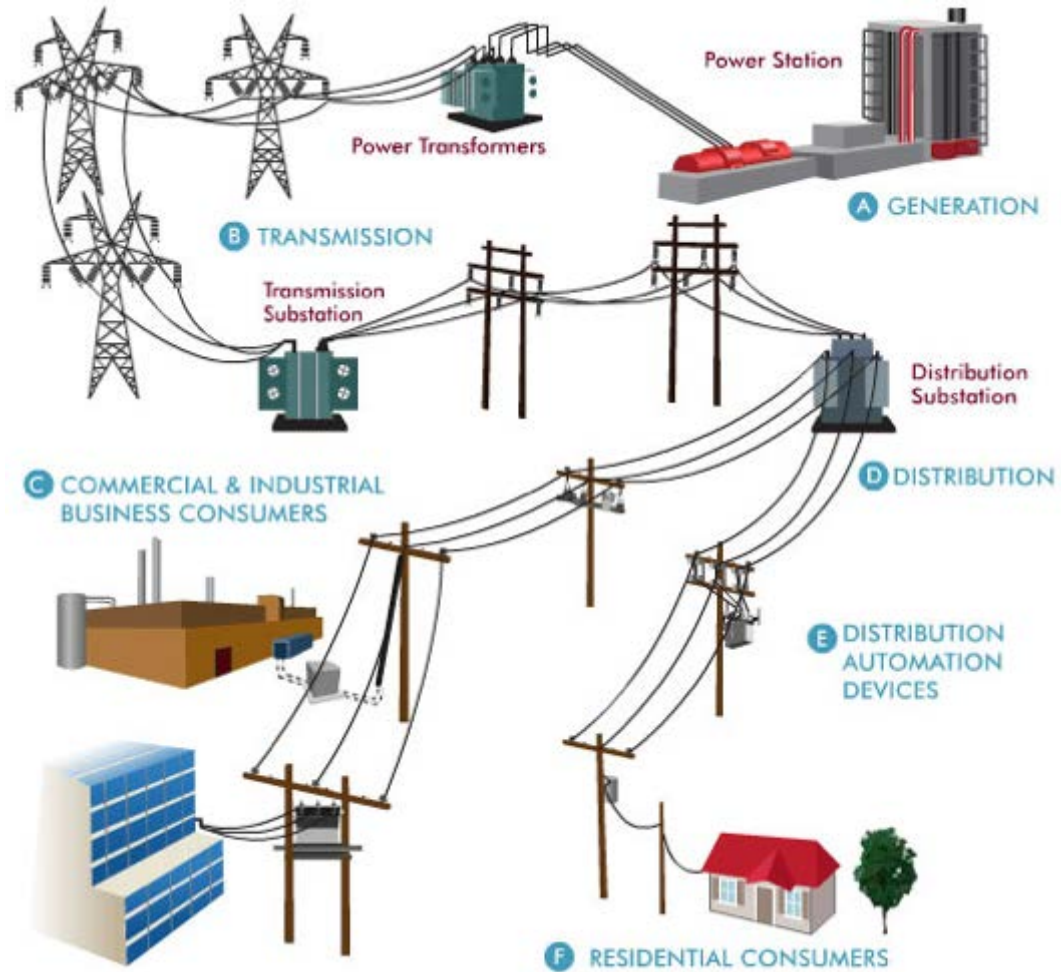 Power Station
Power Transformers
A GENERATION
B TRANSMISSION
Transmission
Substation
Distribution
Substation
C COMMERCIAL & INDUSTRIAL
BUSINESS CONSUMERS
D DISTRIBUTION
E DISTRIBUTION
AUTOMATION
DEVICES
F RESIDENTIAL CONSUMERS